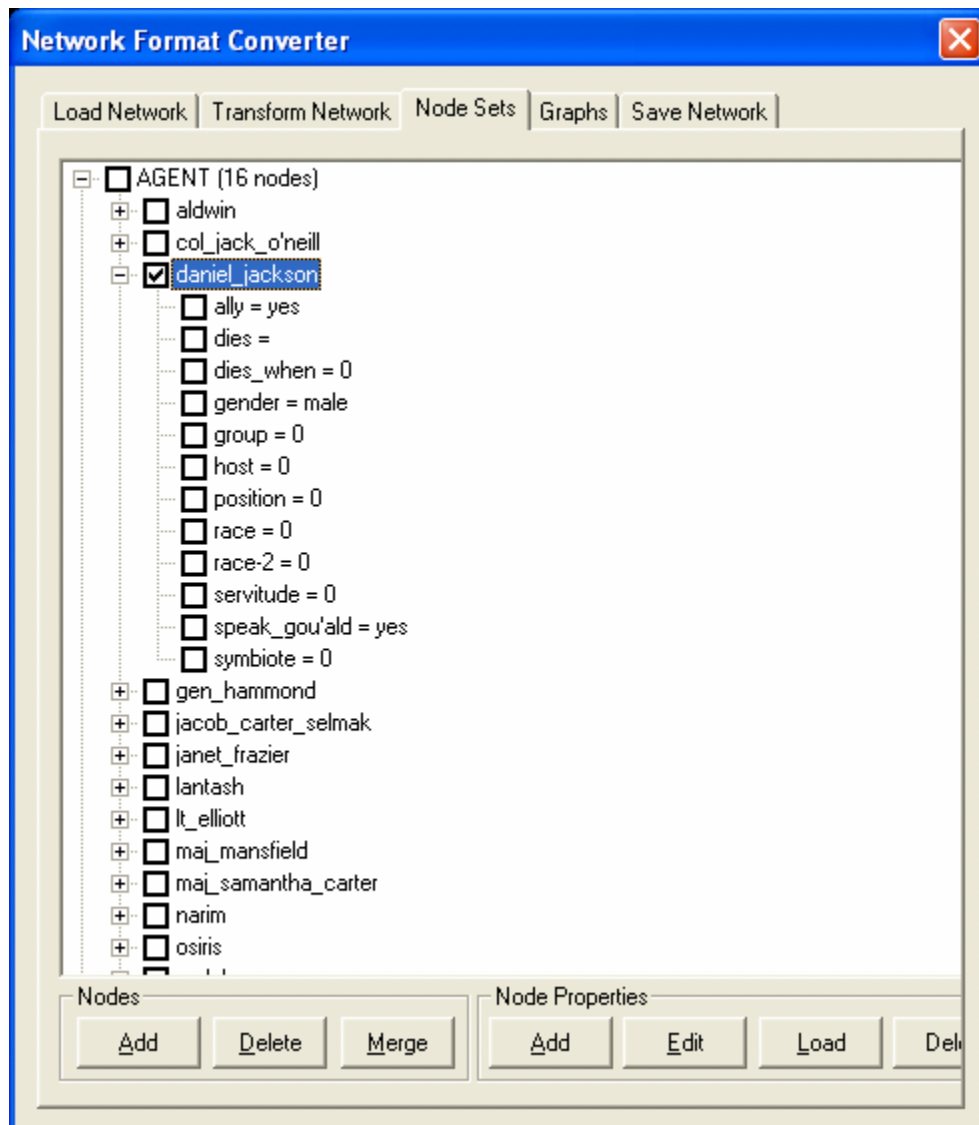 Network Format Converter
Load Network Transform Network Node Sets Graphs Save Network
AGENT (16 nodes)
aldwin
col_jack_o'neill
daniel_jackson
ally = yes
dies =
dies_when = 0
gender = male
group = 0
host = 0
position = 0
race = 0
race-2 = 0
servitude = 0
speak_gou'ald = yes
symbiote = 0
gen_hammond
jacob_carter_selmak
janet_frazier
lantash
lt_elliott
maj_mansfield
maj_samantha_carter
narim
osiris
Nodes Node Properties
Add Delete Merge Add Edit Load